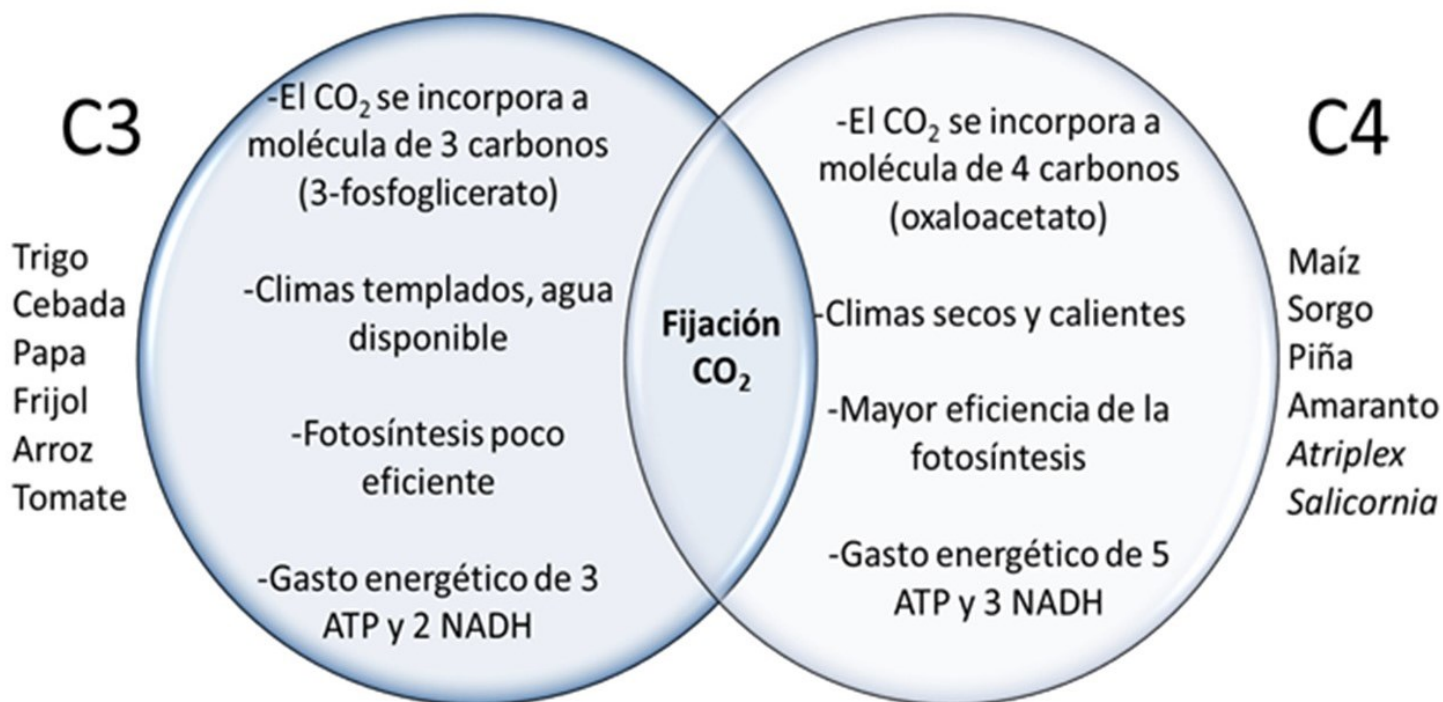 C3
Trigo
Cebada
Papa
Frijol
Arroz
Tomate
-El CO₂ se incorpora a
molécula de 3 carbonos
(3-fosfoglicerato)
-Climas templados, agua
disponible
-Fotosíntesis poco
eficiente
-Gasto energético de 3
ATP y 2 NADH
Fijación
CO₂
-El CO₂ se incorpora a
molécula de 4 carbonos
(oxaloacetato)
-Climas secos y calientes
-Mayor eficiencia de la
fotosíntesis
-Gasto energético de 5
ATP y 3 NADH
C4
Maíz
Sorgo
Piña
Amaranto
Atriplex
Salicornia